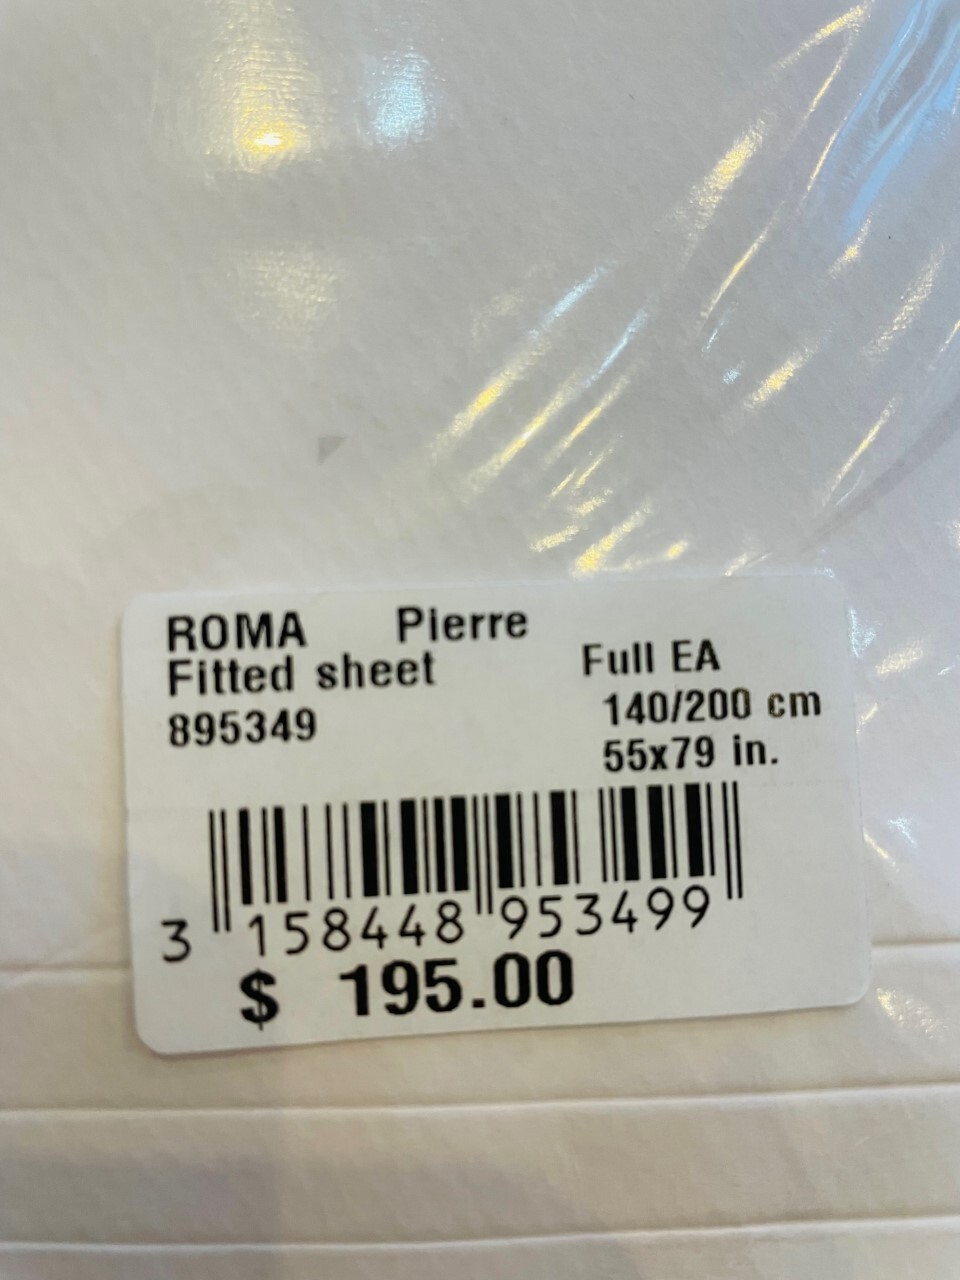 ROMA Pierre
Fitted sheet Full EA
895349 140/200 cm
55x79 in.
3 158448 953499
$ 195.00